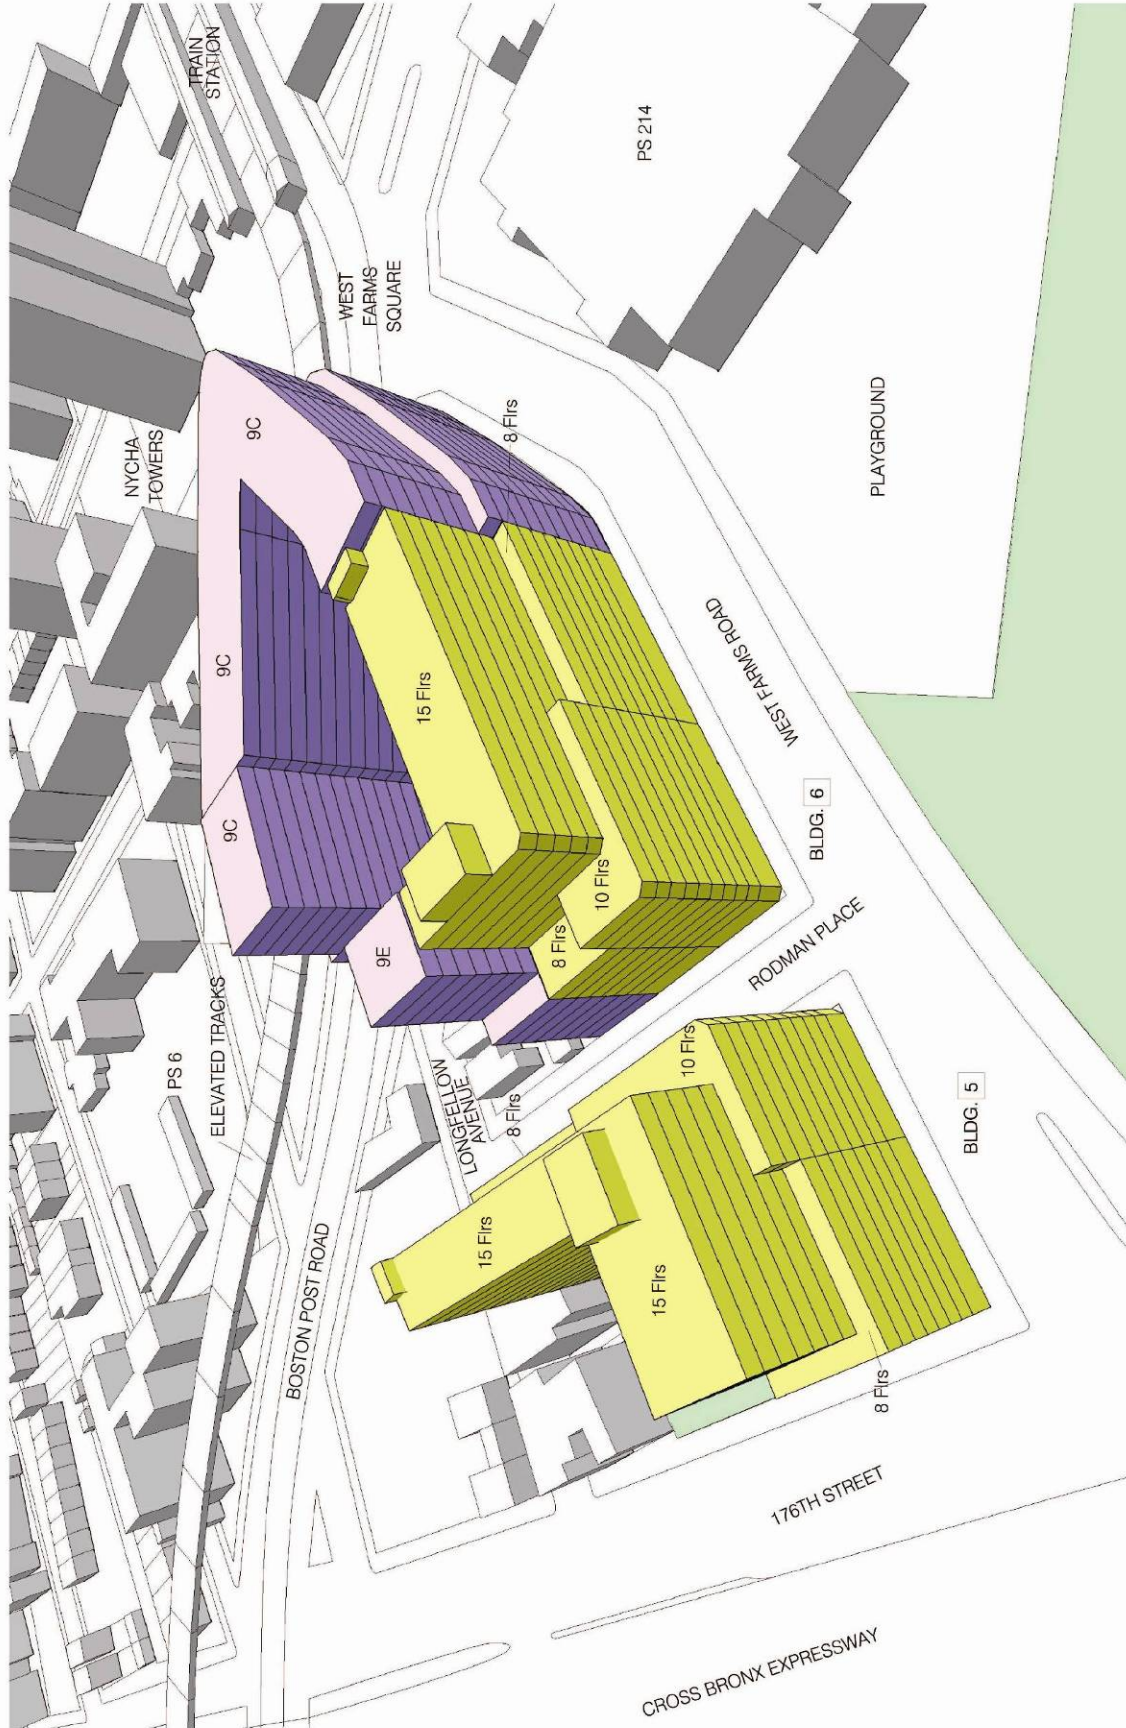 TRAIN
STATION
PS 214
WEST
FARMS
SQUARE
NYCHA
TOWERS
9C
8 Flrs
PLAYGROUND
9C
15 Flrs
WEST FARMS ROAD
9C
10 Flrs
BLDG. 6
9E
8 Flrs
RODMAN PLACE
ELEVATED TRACKS
PS 6
LONGFELLOW
AVENUE
8 Flrs
10 Flrs
BLDG. 5
BOSTON POST ROAD
15 Flrs
15 Flrs
8 Flrs
176TH STREET
CROSS BRONX EXPRESSWAY